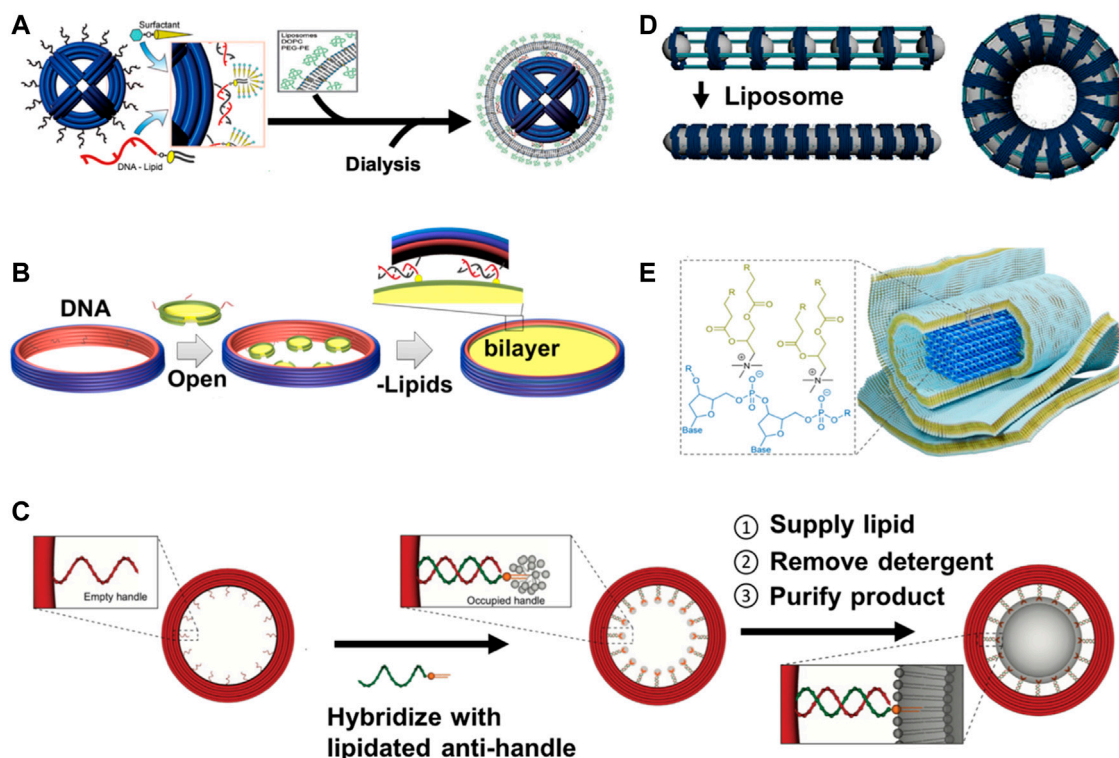 A
Surfactant
DNA - Lipid
Liposomes
DOPC
PEG-PE
Dialysis
B
DNA
Open
-Lipids
bilayer
C
Empty handle
Hybridize with
lipidated anti-handle
Occupied handle
① Supply lipid
② Remove detergent
③ Purify product
D
Liposome
E
R
R
R
R
O
O
O
O
O
O
O
O
N
⊕
N
⊕
R
O
O
O
P
O
O
⊖
O
Base
O
O
O
P
O
O
⊖
R
Base